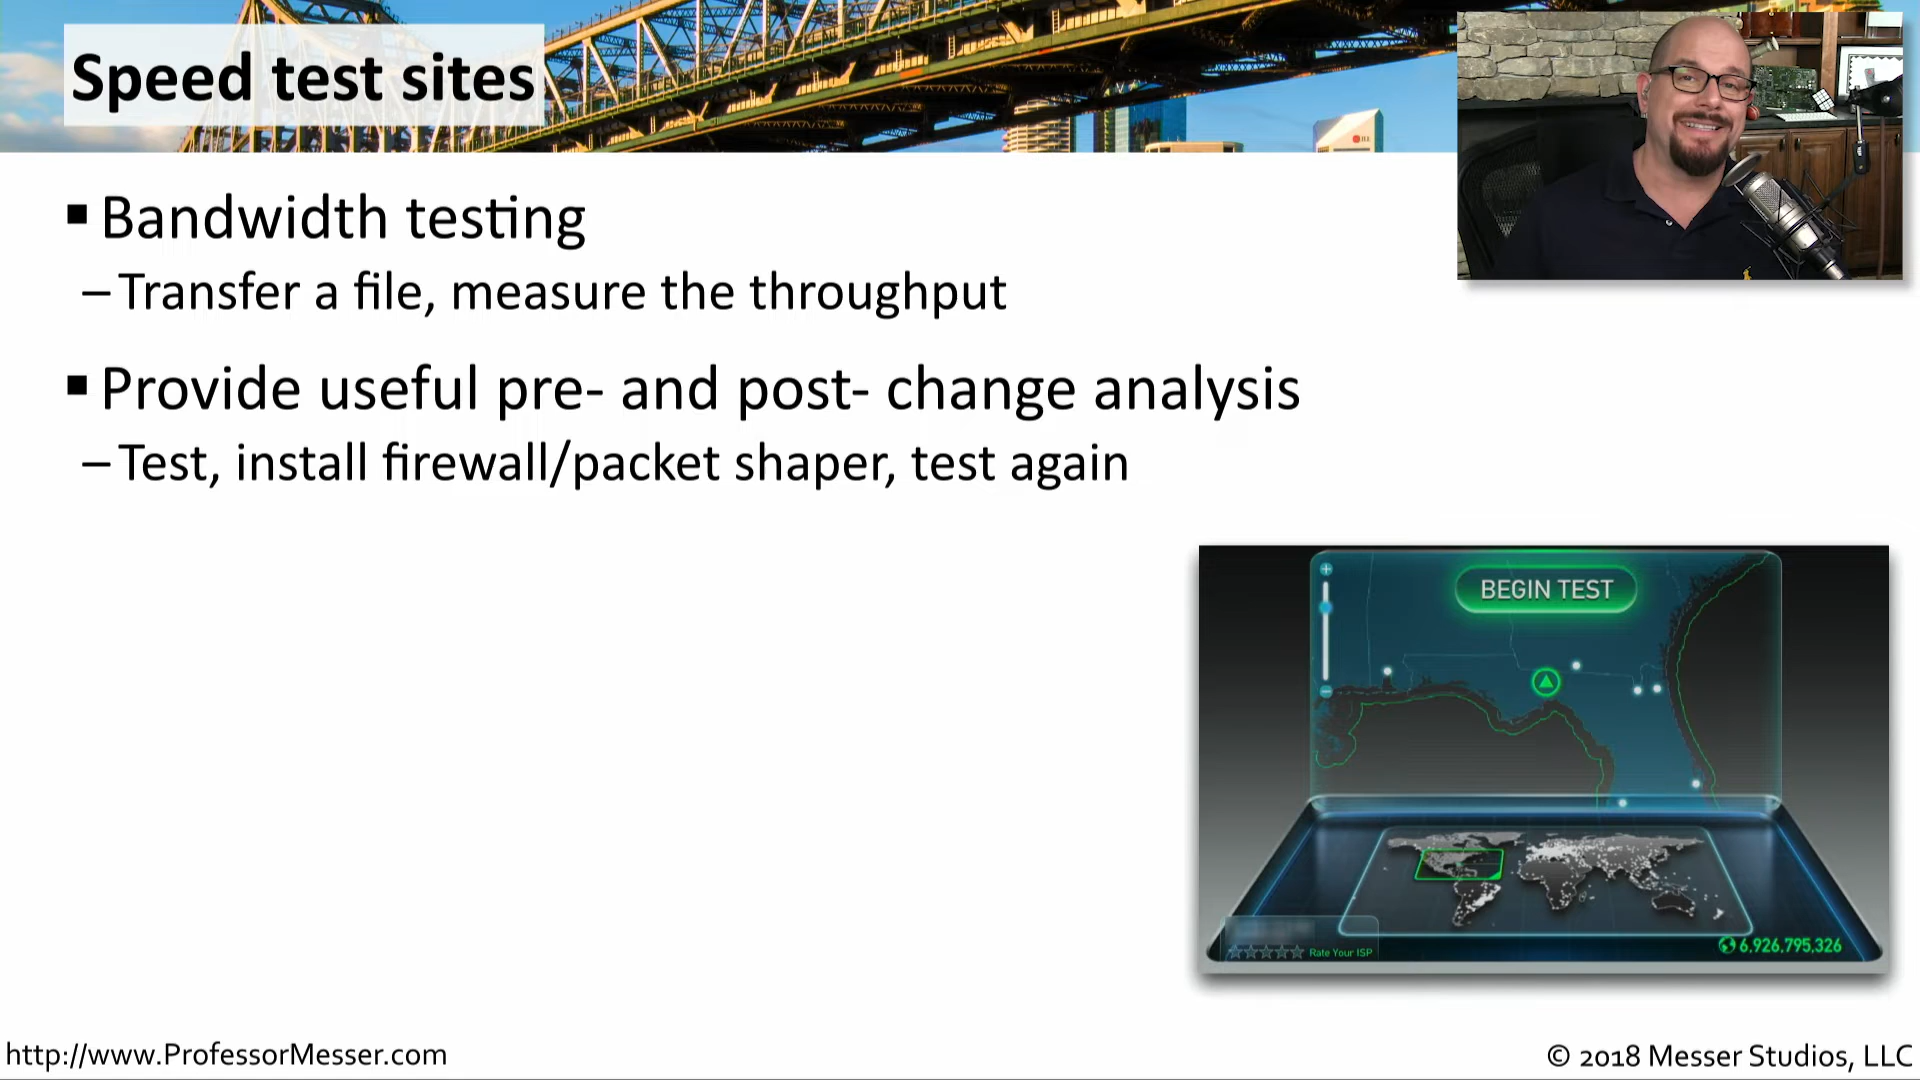 Speed test sites
▪ Bandwidth testing
– Transfer a file, measure the throughput
▪ Provide useful pre- and post- change analysis
– Test, install firewall/packet shaper, test again
BEGIN TEST
Rate Your ISP
6,926,795,326
http://www.ProfessorMesser.com
© 2018 Messer Studios, LLC